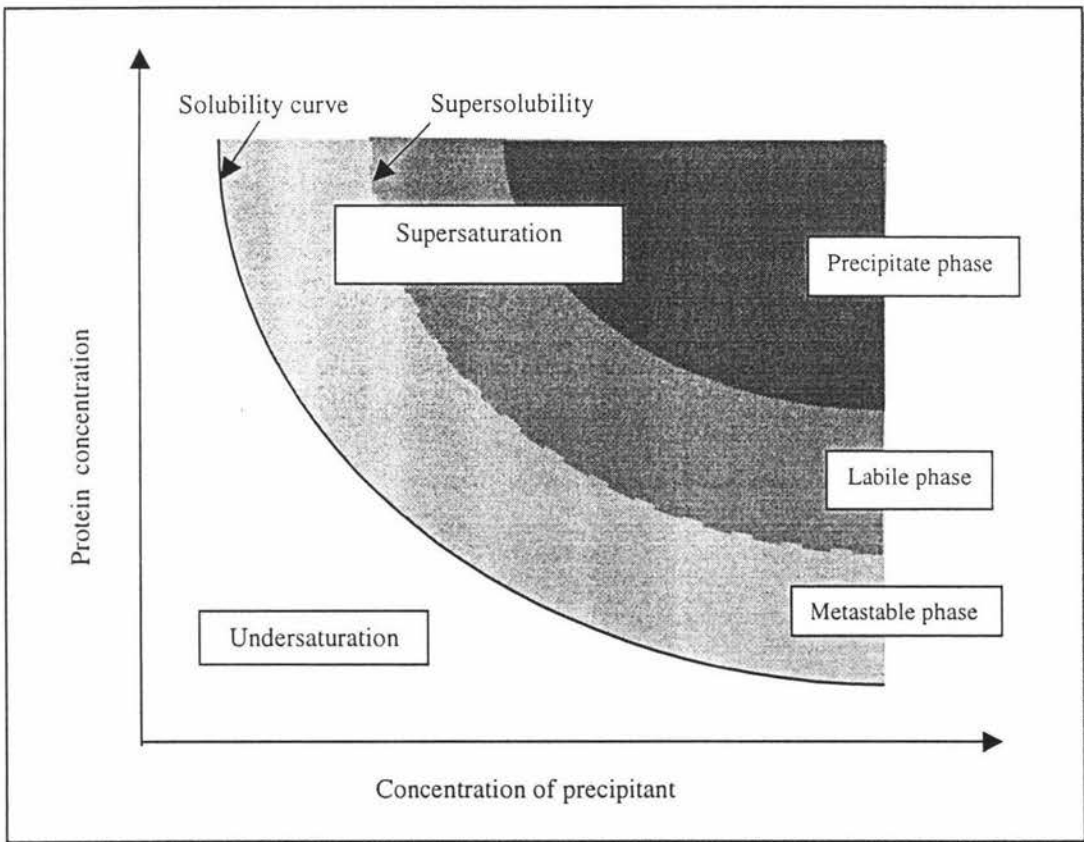 Solubility curve
Supersolubility
Supersaturation
Precipitate phase
Protein concentration
Labile phase
Metastable phase
Undersaturation
Concentration of precipitant